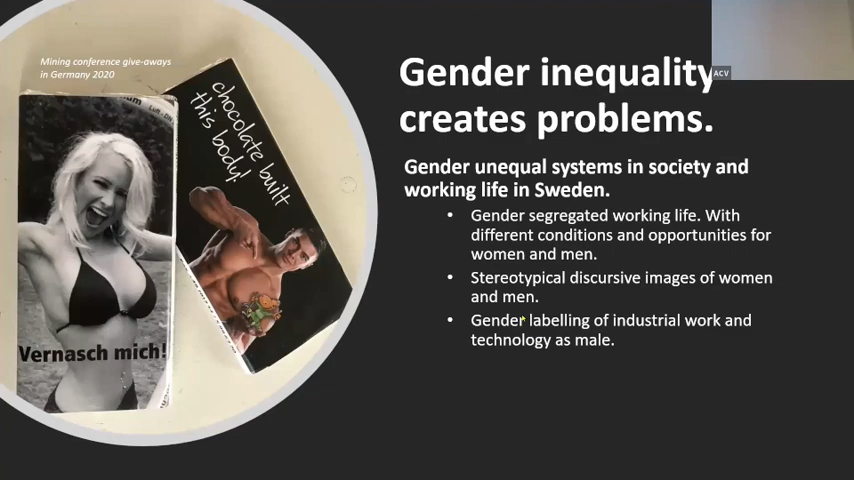 Mining conference give-aways
in Germany 2020
chocolate built
this body!
Vernasch mich!
Gender inequality
creates problems.
ACV
Gender unequal systems in society and
working life in Sweden.
• Gender segregated working life. With
different conditions and opportunities for
women and men.
• Stereotypical discursive images of women
and men.
• Gender labelling of industrial work and
technology as male.